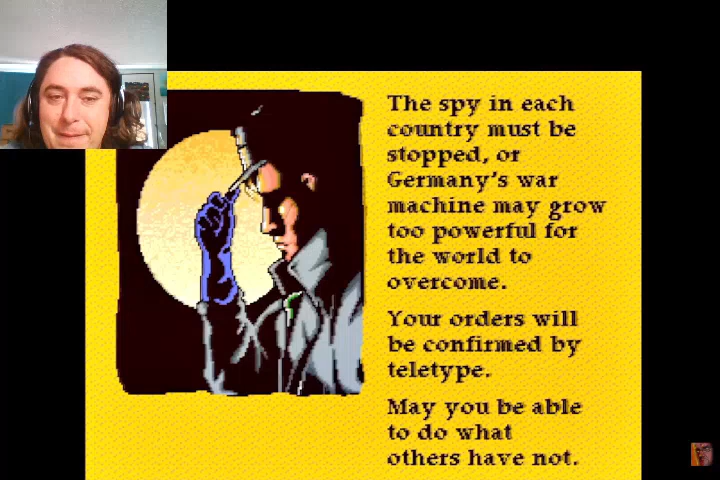 The spy in each
country must be
stopped, or
Germany's war
machine may grow
too powerful for
the world to
overcome.
Your orders will
be confirmed by
teletype.
May you be able
to do what
others have not.